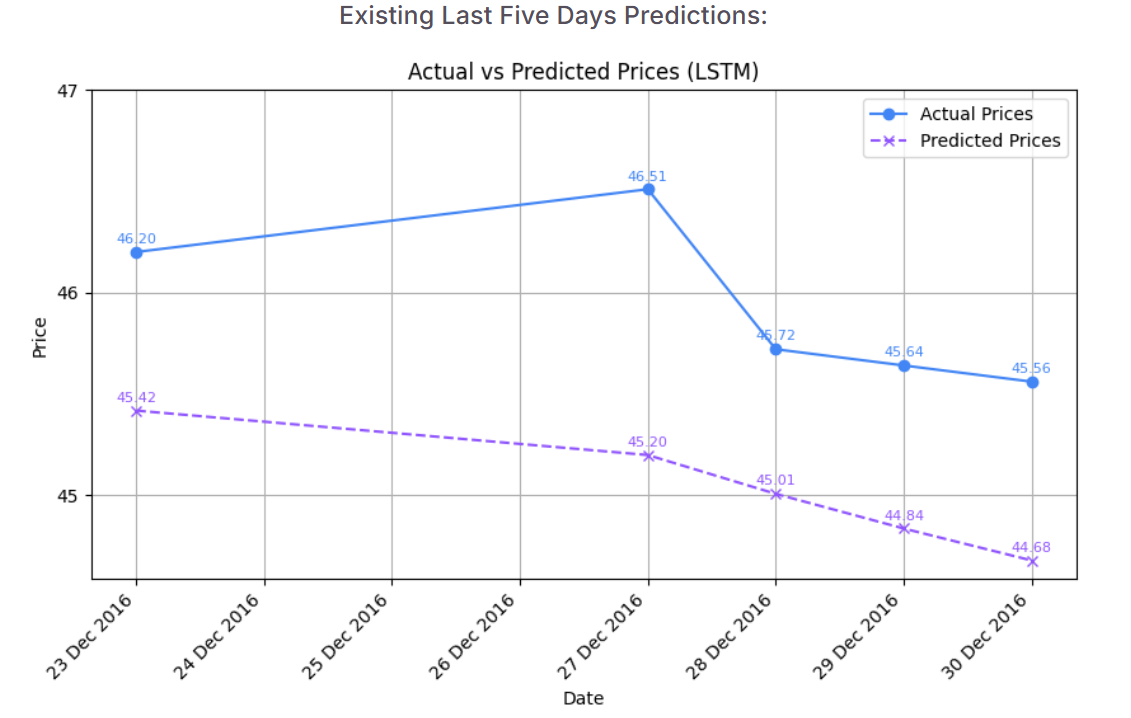 Existing Last Five Days Predictions:
Actual vs Predicted Prices (LSTM)
47
46
45
Price
Actual Prices
Predicted Prices
46.20
46.51
45.72
45.64
45.56
45.42
45.20
45.01
44.84
44.68
23 Dec 2016
24 Dec 2016
25 Dec 2016
26 Dec 2016
27 Dec 2016
28 Dec 2016
29 Dec 2016
30 Dec 2016
Date